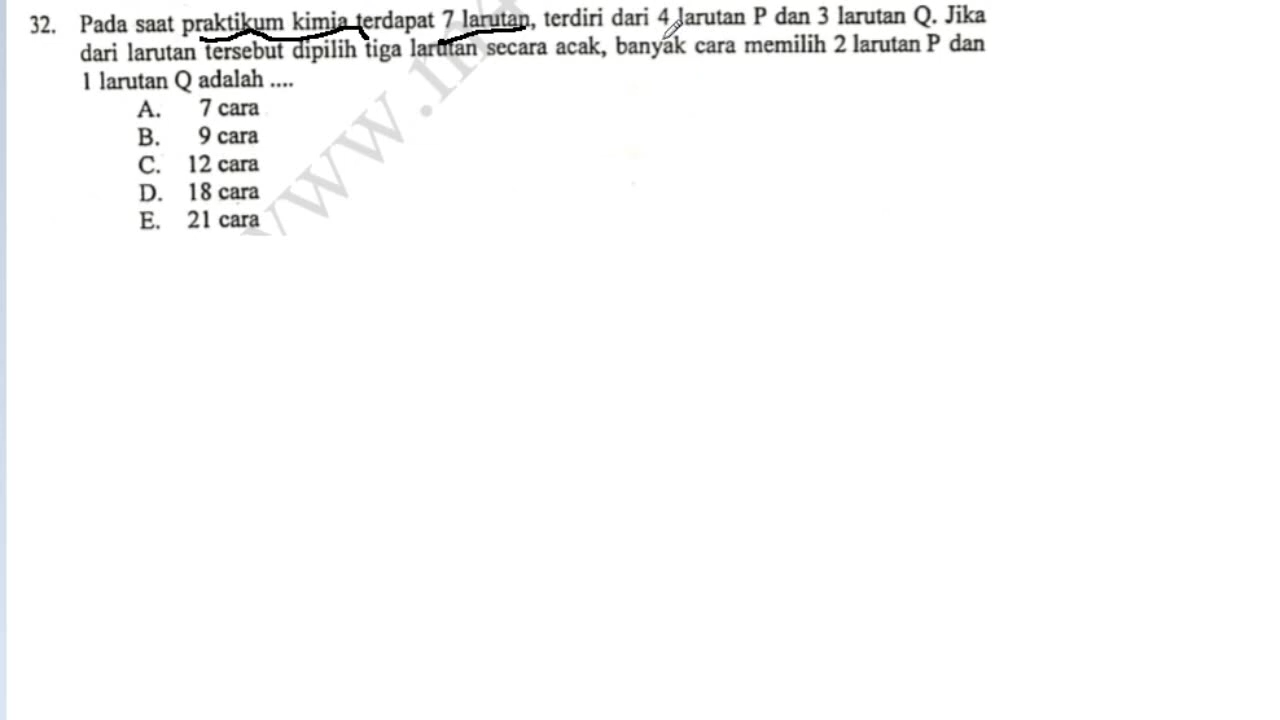 32. Pada saat praktikum kimia terdapat 7 larutan, terdiri dari 4 larutan P dan 3 larutan Q. Jika
dari larutan tersebut dipilih tiga larutan secara acak, banyak cara memilih 2 larutan P dan
1 larutan Q adalah ....
A. 7 cara
B. 9 cara
C. 12 cara
D. 18 cara
E. 21 cara